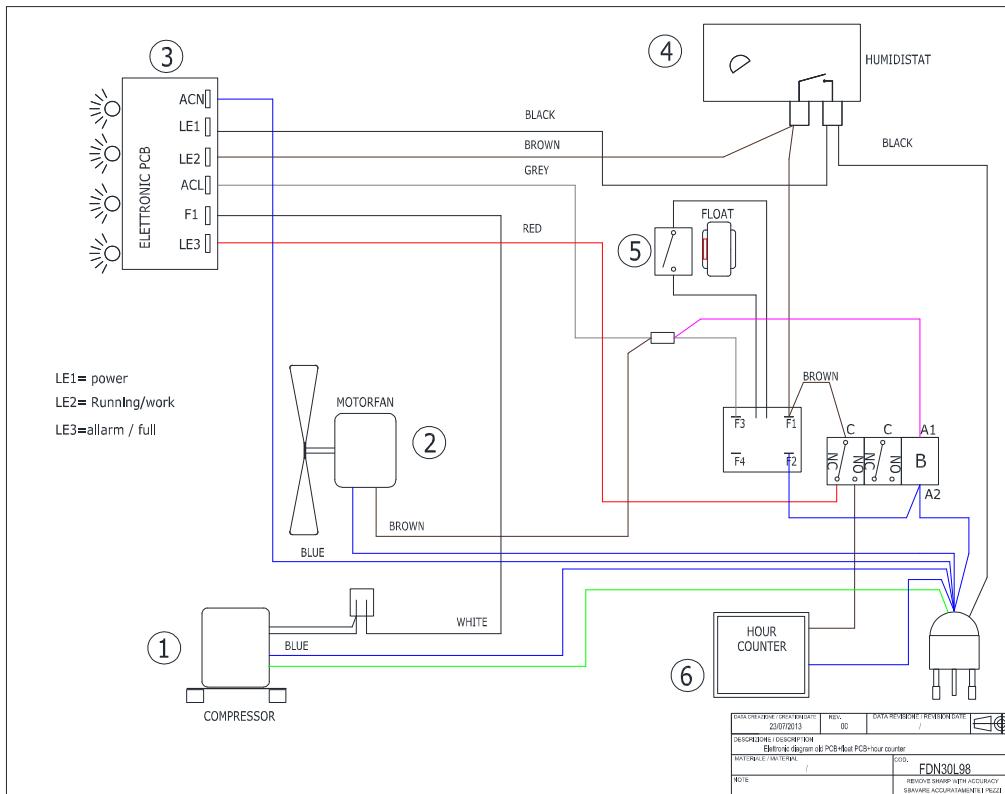 3
ELETTRONIC PCB
ACN
LE1
LE2
ACL
F1
LE3
BLACK
BROWN
GREY
RED
4
HUMIDISTAT
BLACK
5
FLOAT
LE1= power
LE2= Running/work
LE3=allarm / full
MOTORFAN
2
BROWN
BLUE
F3
F1
F4
F2
BROWN
C
C
A1
NC
NO
NC
NO
B
A2
1
COMPRESSOR
BLUE
WHITE
6
HOUR
COUNTER
DATA CREAZIONE / CREATION DATE
23/07/2013
REV.
00
DATA REVISIONE / REVISION DATE
/
DESCRIZIONE / DESCRIPTION
Elettronic diagram old PCB+float PCB+hour counter
MATERIALE / MATERIAL
/
COD.
FDN30L98
NOTE
REMOVE SHARP WITH ACCURACY
SBAVARE ACCURATAMENTE I PEZZI